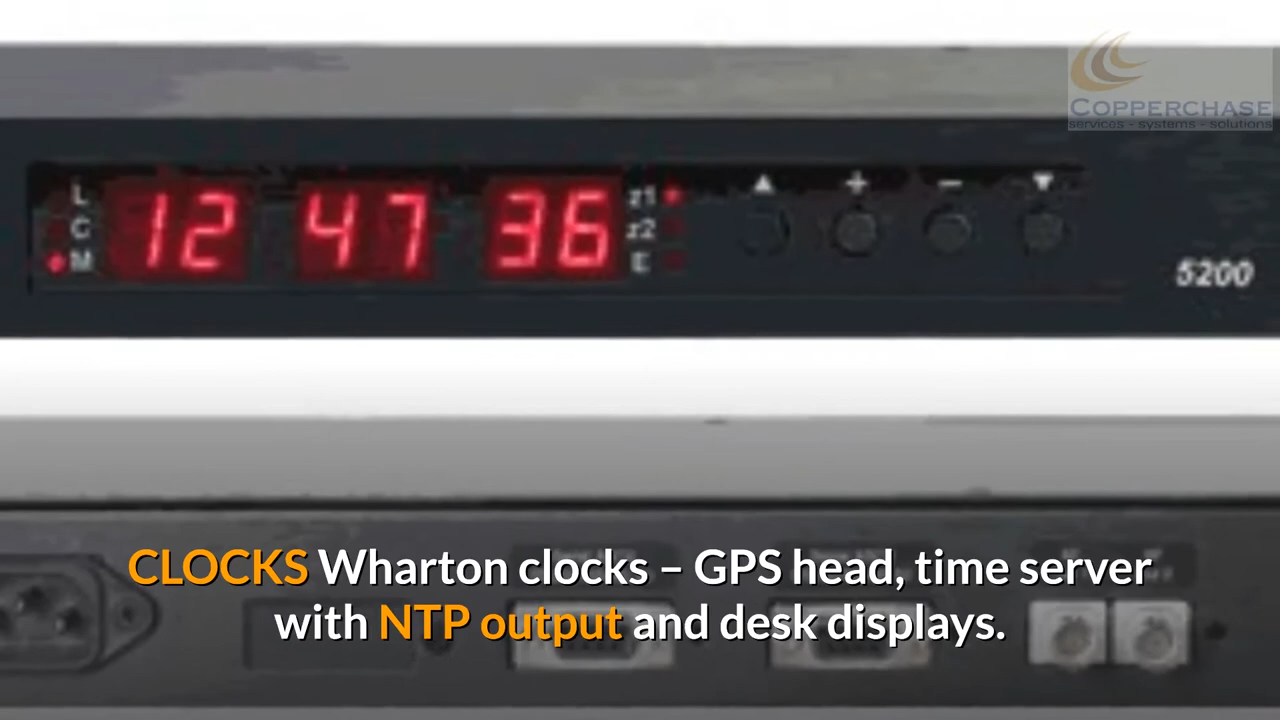 COPPERCHASE
services - systems - solutions
L
C
M
12 47 36
z1
z2
E
▲ + − ▼
5200
CLOCKS Wharton clocks – GPS head, time server
with NTP output and desk displays.